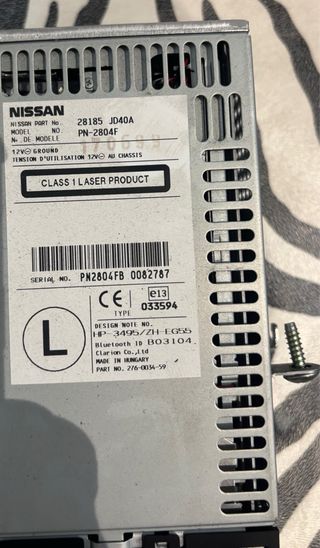 NISSAN
NISSAN PART NO. 28185 JD40A
MODEL NO. PN-2804F
No. DE MODELE
12V⊖GROUND
TENSION D'UTILISATION 12V⊖ AU CHASSIS
CLASS 1 LASER PRODUCT
SERIAL NO. PN2804FB 0082787
CE e13
TYPE 033594
L
DESIGN NOTE NO.
HP-3495/ZH-EG55
Bluetooth ID B03104
Clarion Co.,Ltd
MADE IN HUNGARY
PART NO. 276-0034-59